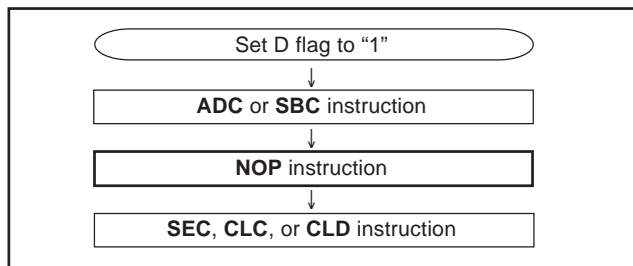 Set D flag to “1”
ADC or SBC instruction
NOP instruction
SEC, CLC, or CLD instruction